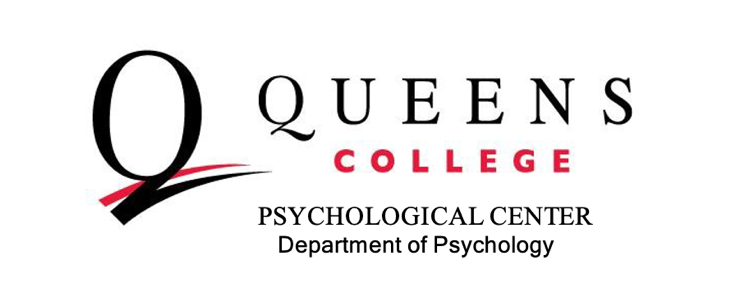 Q
QUEENS
COLLEGE
PSYCHOLOGICAL CENTER
Department of Psychology